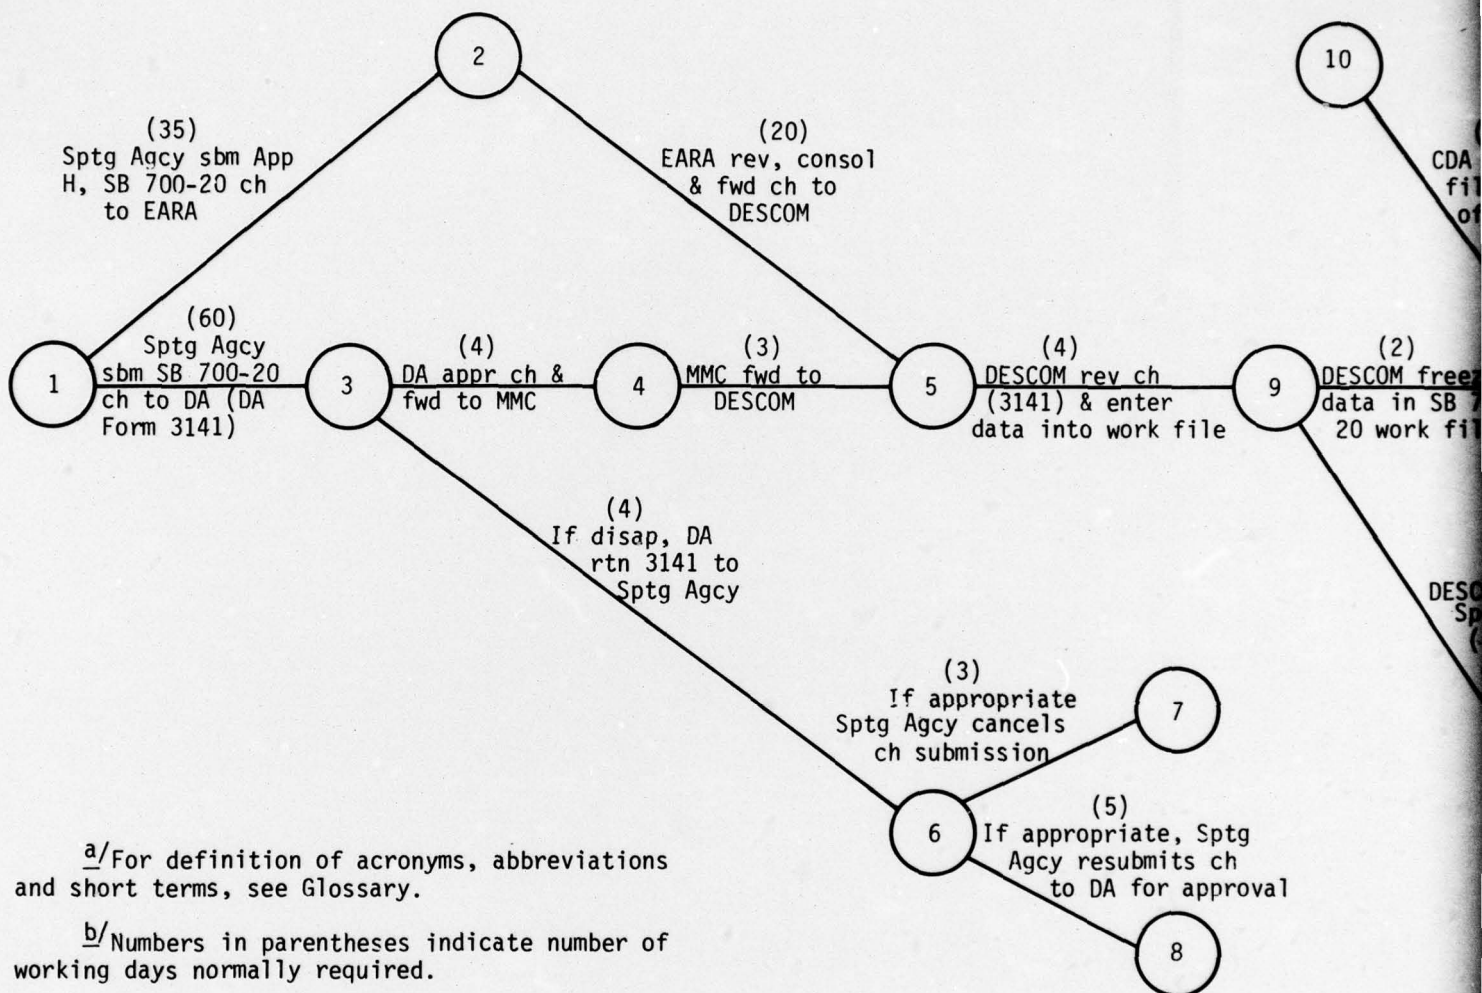 2
10
(35)
Sptg Agcy sbm App
H, SB 700-20 ch
to EARA
(20)
EARA rev, consol
& fwd ch to
DESCOM
CDA
of
1
(60)
Sptg Agcy
sbm SB 700-20
ch to DA (DA
Form 3141)
3
(4)
DA appr ch &
fwd to MMC
4
(3)
MMC fwd to
DESCOM
5
(4)
DESCOM rev ch
(3141) & enter
data into work file
9
(2)
DESCOM
data in SB
20 work
(4)
If disap, DA
rtn 3141 to
Sptg Agcy
(3)
If appropriate
Sptg Agcy cancels
ch submission
7
6
(5)
If appropriate, Sptg
Agcy resubmits ch
to DA for approval
8
a/For definition of acronyms, abbreviations
and short terms, see Glossary.
b/Numbers in parentheses indicate number of
working days normally required.